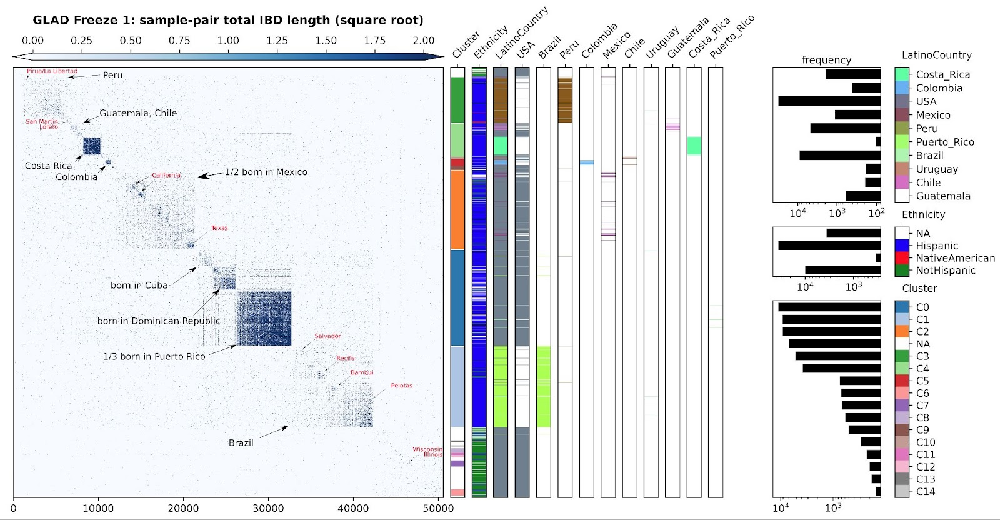 GLAD Freeze 1: sample-pair total IBD length (square root)
0.00 0.25 0.50 0.75 1.00 1.25 1.50 1.75 2.00
Cluster
Ethnicity
LatinoCountry
USA
Brazil
Peru
Colombia
Mexico
Chile
Uruguay
Guatemala
Costa_Rica
Puerto_Rico
Pirua/La Libertad
Peru
San Martin
Loreto
Guatemala, Chile
Costa Rica
Colombia
California
1/2 born in Mexico
Texas
born in Cuba
born in Dominican Republic
1/3 born in Puerto Rico
Salvador
Recife
Bambui
Pelotas
Brazil
Wisconsin
Illinois
0 10000 20000 30000 40000 50000
frequency
10⁴ 10³ 10²
10⁴ 10³
10⁴ 10³
LatinoCountry
Costa_Rica
Colombia
USA
Mexico
Peru
Puerto_Rico
Brazil
Uruguay
Chile
Guatemala
Ethnicity
NA
Hispanic
NativeAmerican
NotHispanic
Cluster
C0
C1
C2
NA
C3
C4
C5
C6
C7
C8
C9
C10
C11
C12
C13
C14